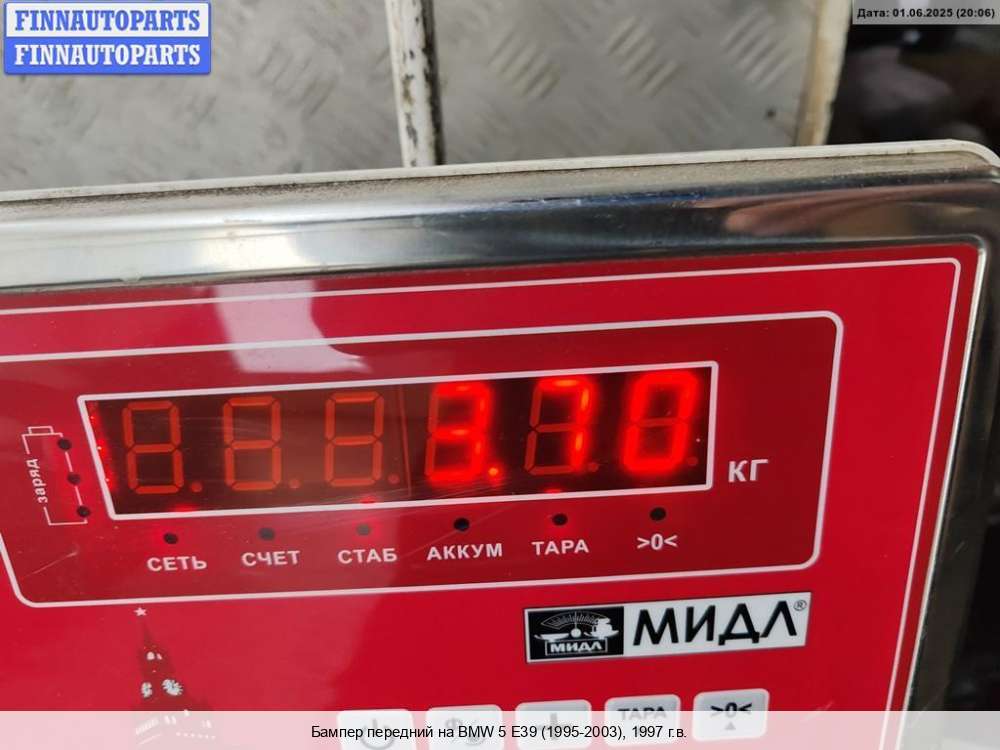 FINNAUTOPARTS
FINNAUTOPARTS
Дата: 01.06.2025 (20:06)
3.70
КГ
заряд
СЕТЬ СЧЕТ СТАБ АККУМ ТАРА >0<
МИДЛ МИДЛ®
ТАРА >0<
Бампер передний на BMW 5 E39 (1995-2003), 1997 г.в.